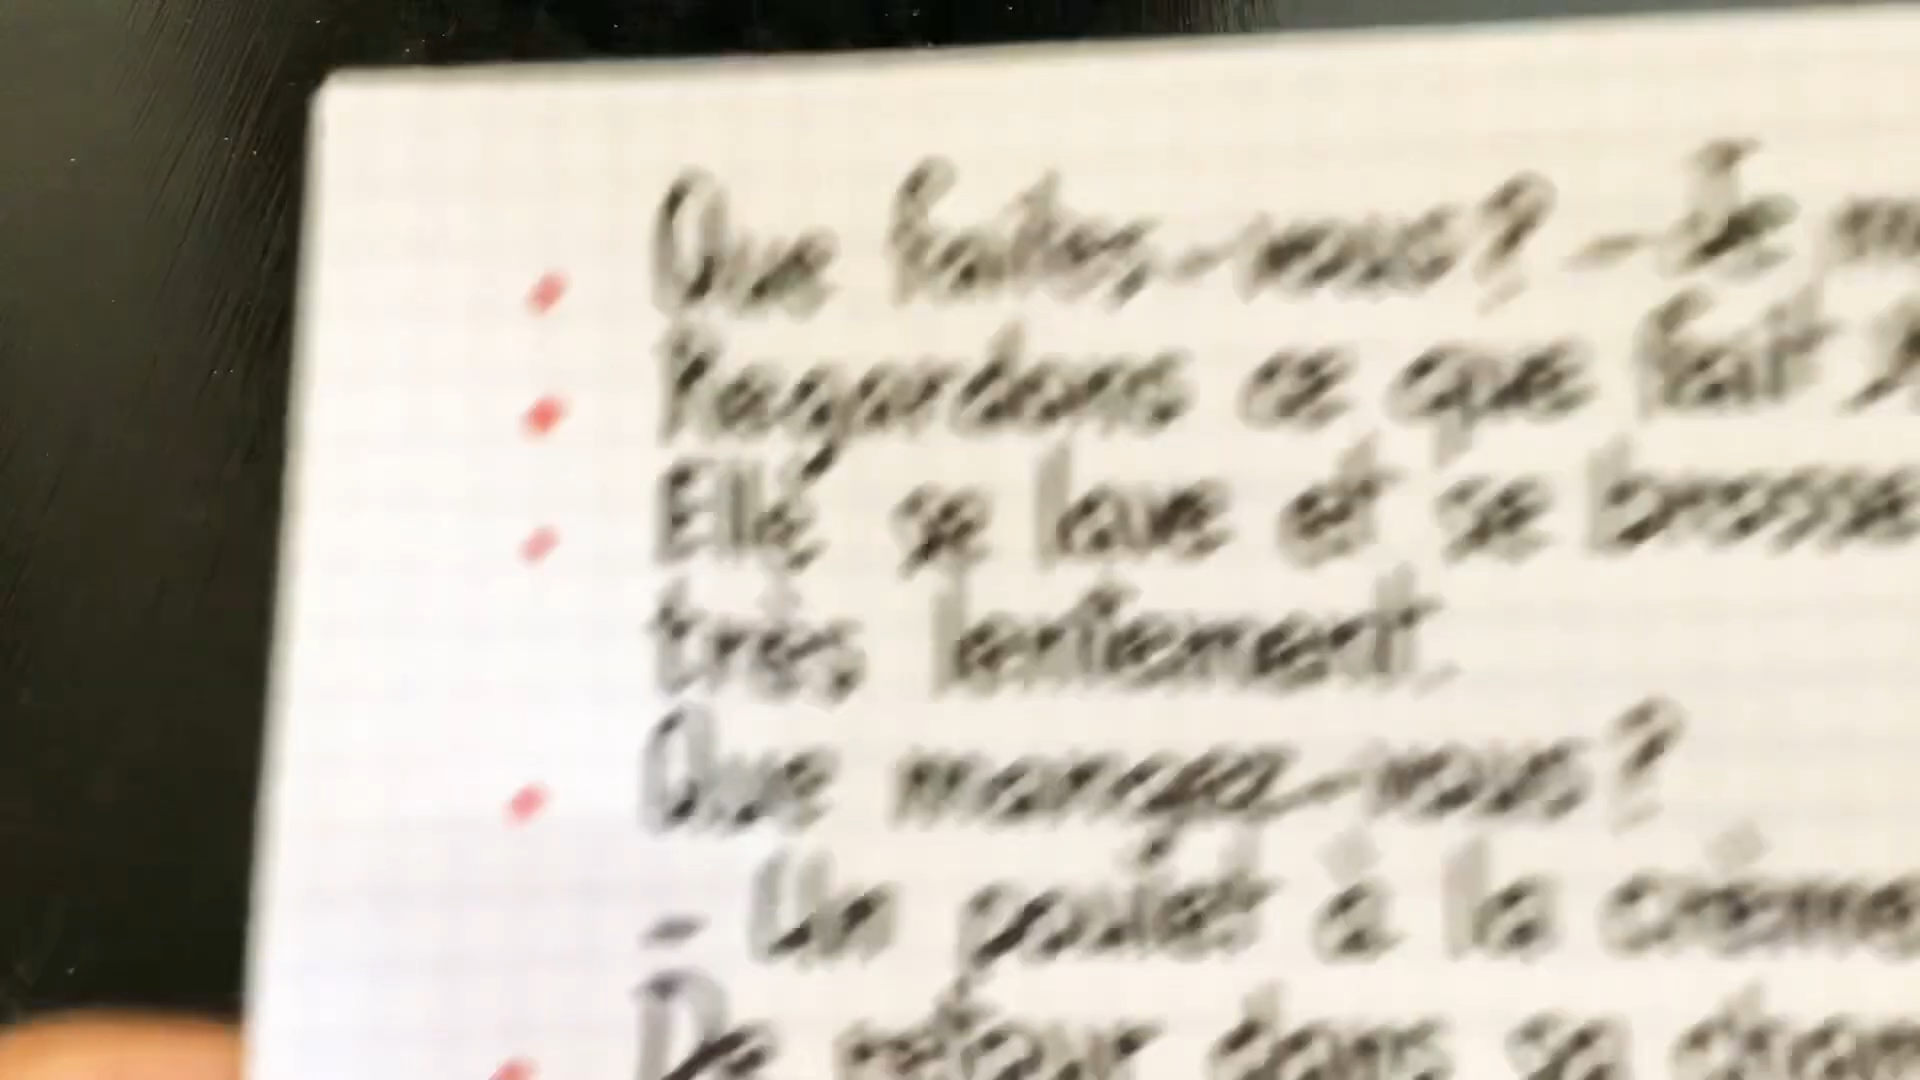 Que faites-vous? - Je
Regardons ce que fait
Elle se lave et se brosse
très lentement.
Que mangez-vous?
- Un poulet à la crème
De retour dans sa